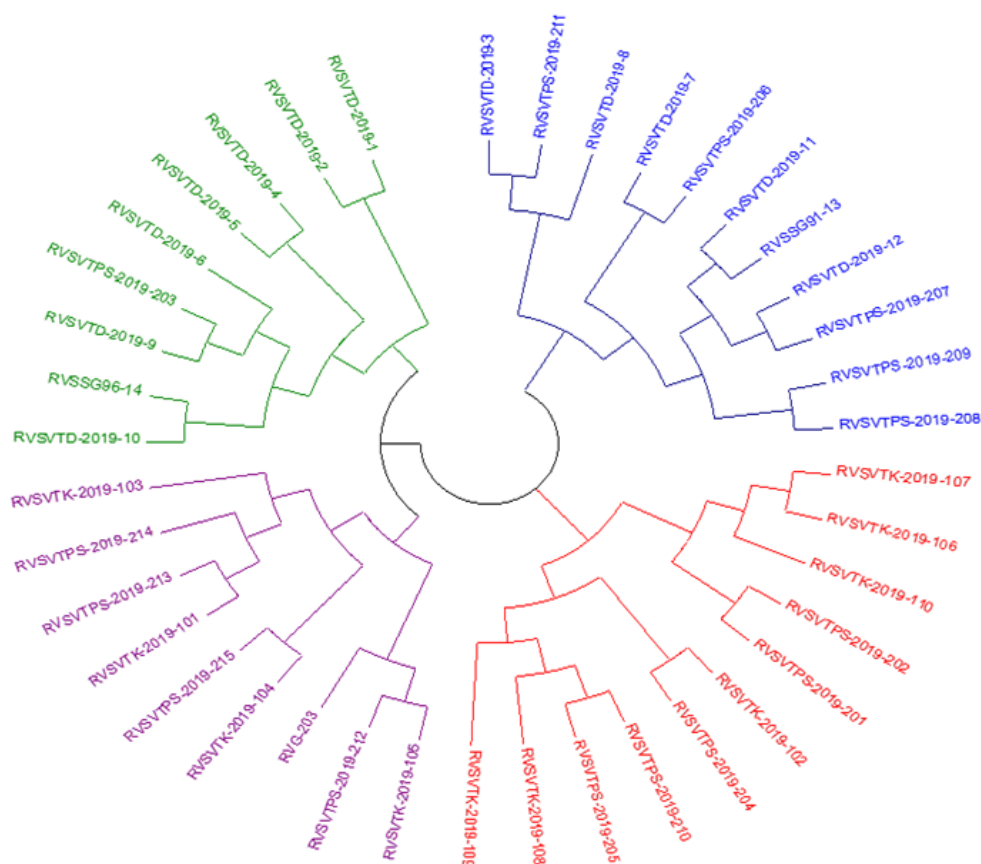 RVSVTD-2019-1
RVSVTD-2019-2
RVSVTD-2019-4
RVSVTD-2019-5
RVSVTD-2019-6
RVSVTPS-2019-203
RVSVTD-2019-9
RVSSG96-14
RVSVTD-2019-10
RVSVTK-2019-103
RVSVTPS-2019-214
RVSVTPS-2019-213
RVSVTK-2019-101
RVSVTPS-2019-215
RVSVTK-2019-104
RVG-203
RVSVTPS-2019-212
RVSVTK-2019-105
RVSVTK-2019-109
RVSVTK-2019-108
RVSVTPS-2019-205
RVSVTPS-2019-210
RVSVTPS-2019-204
RVSVTK-2019-102
RVSVTPS-2019-201
RVSVTPS-2019-202
RVSVTK-2019-110
RVSVTK-2019-106
RVSVTK-2019-107
RVSVTPS-2019-208
RVSVTPS-2019-209
RVSVTPS-2019-207
RVSVTD-2019-12
RVSSG91-13
RVSVTD-2019-11
RVSVTPS-2019-206
RVSVTD-2019-7
RVSVTD-2019-8
RVSVTPS-2019-211
RVSVTD-2019-3